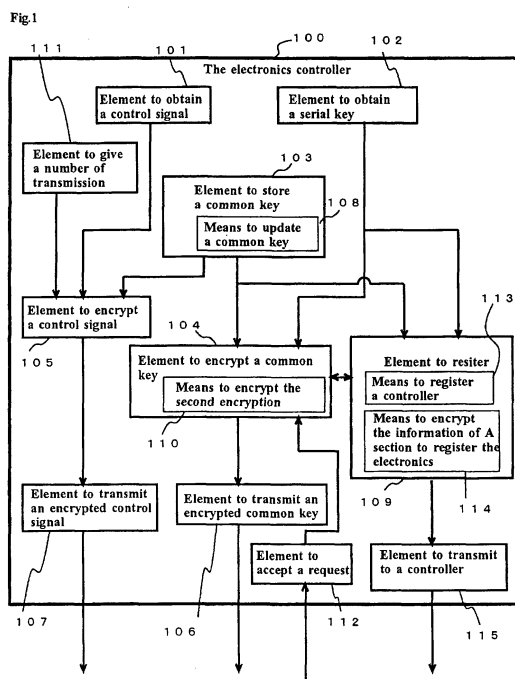 Fig.1
111
101
100
102
The electronics controller
Element to obtain
a control signal
Element to obtain
a serial key
Element to give
a number of
transmission
103
Element to store
a common key
108
Means to update
a common key
113
Element to encrypt
a control signal
105
104
Element to encrypt a common
key
Means to encrypt the
second encryption
110
Element to resiter
Means to register
a controller
Means to encrypt
the information of A
section to register the
electronics
109
114
Element to transmit
an encrypted control
signal
Element to transmit an
encrypted common key
Element to
accept a request
Element to transmit
to a controller
107
106
112
115